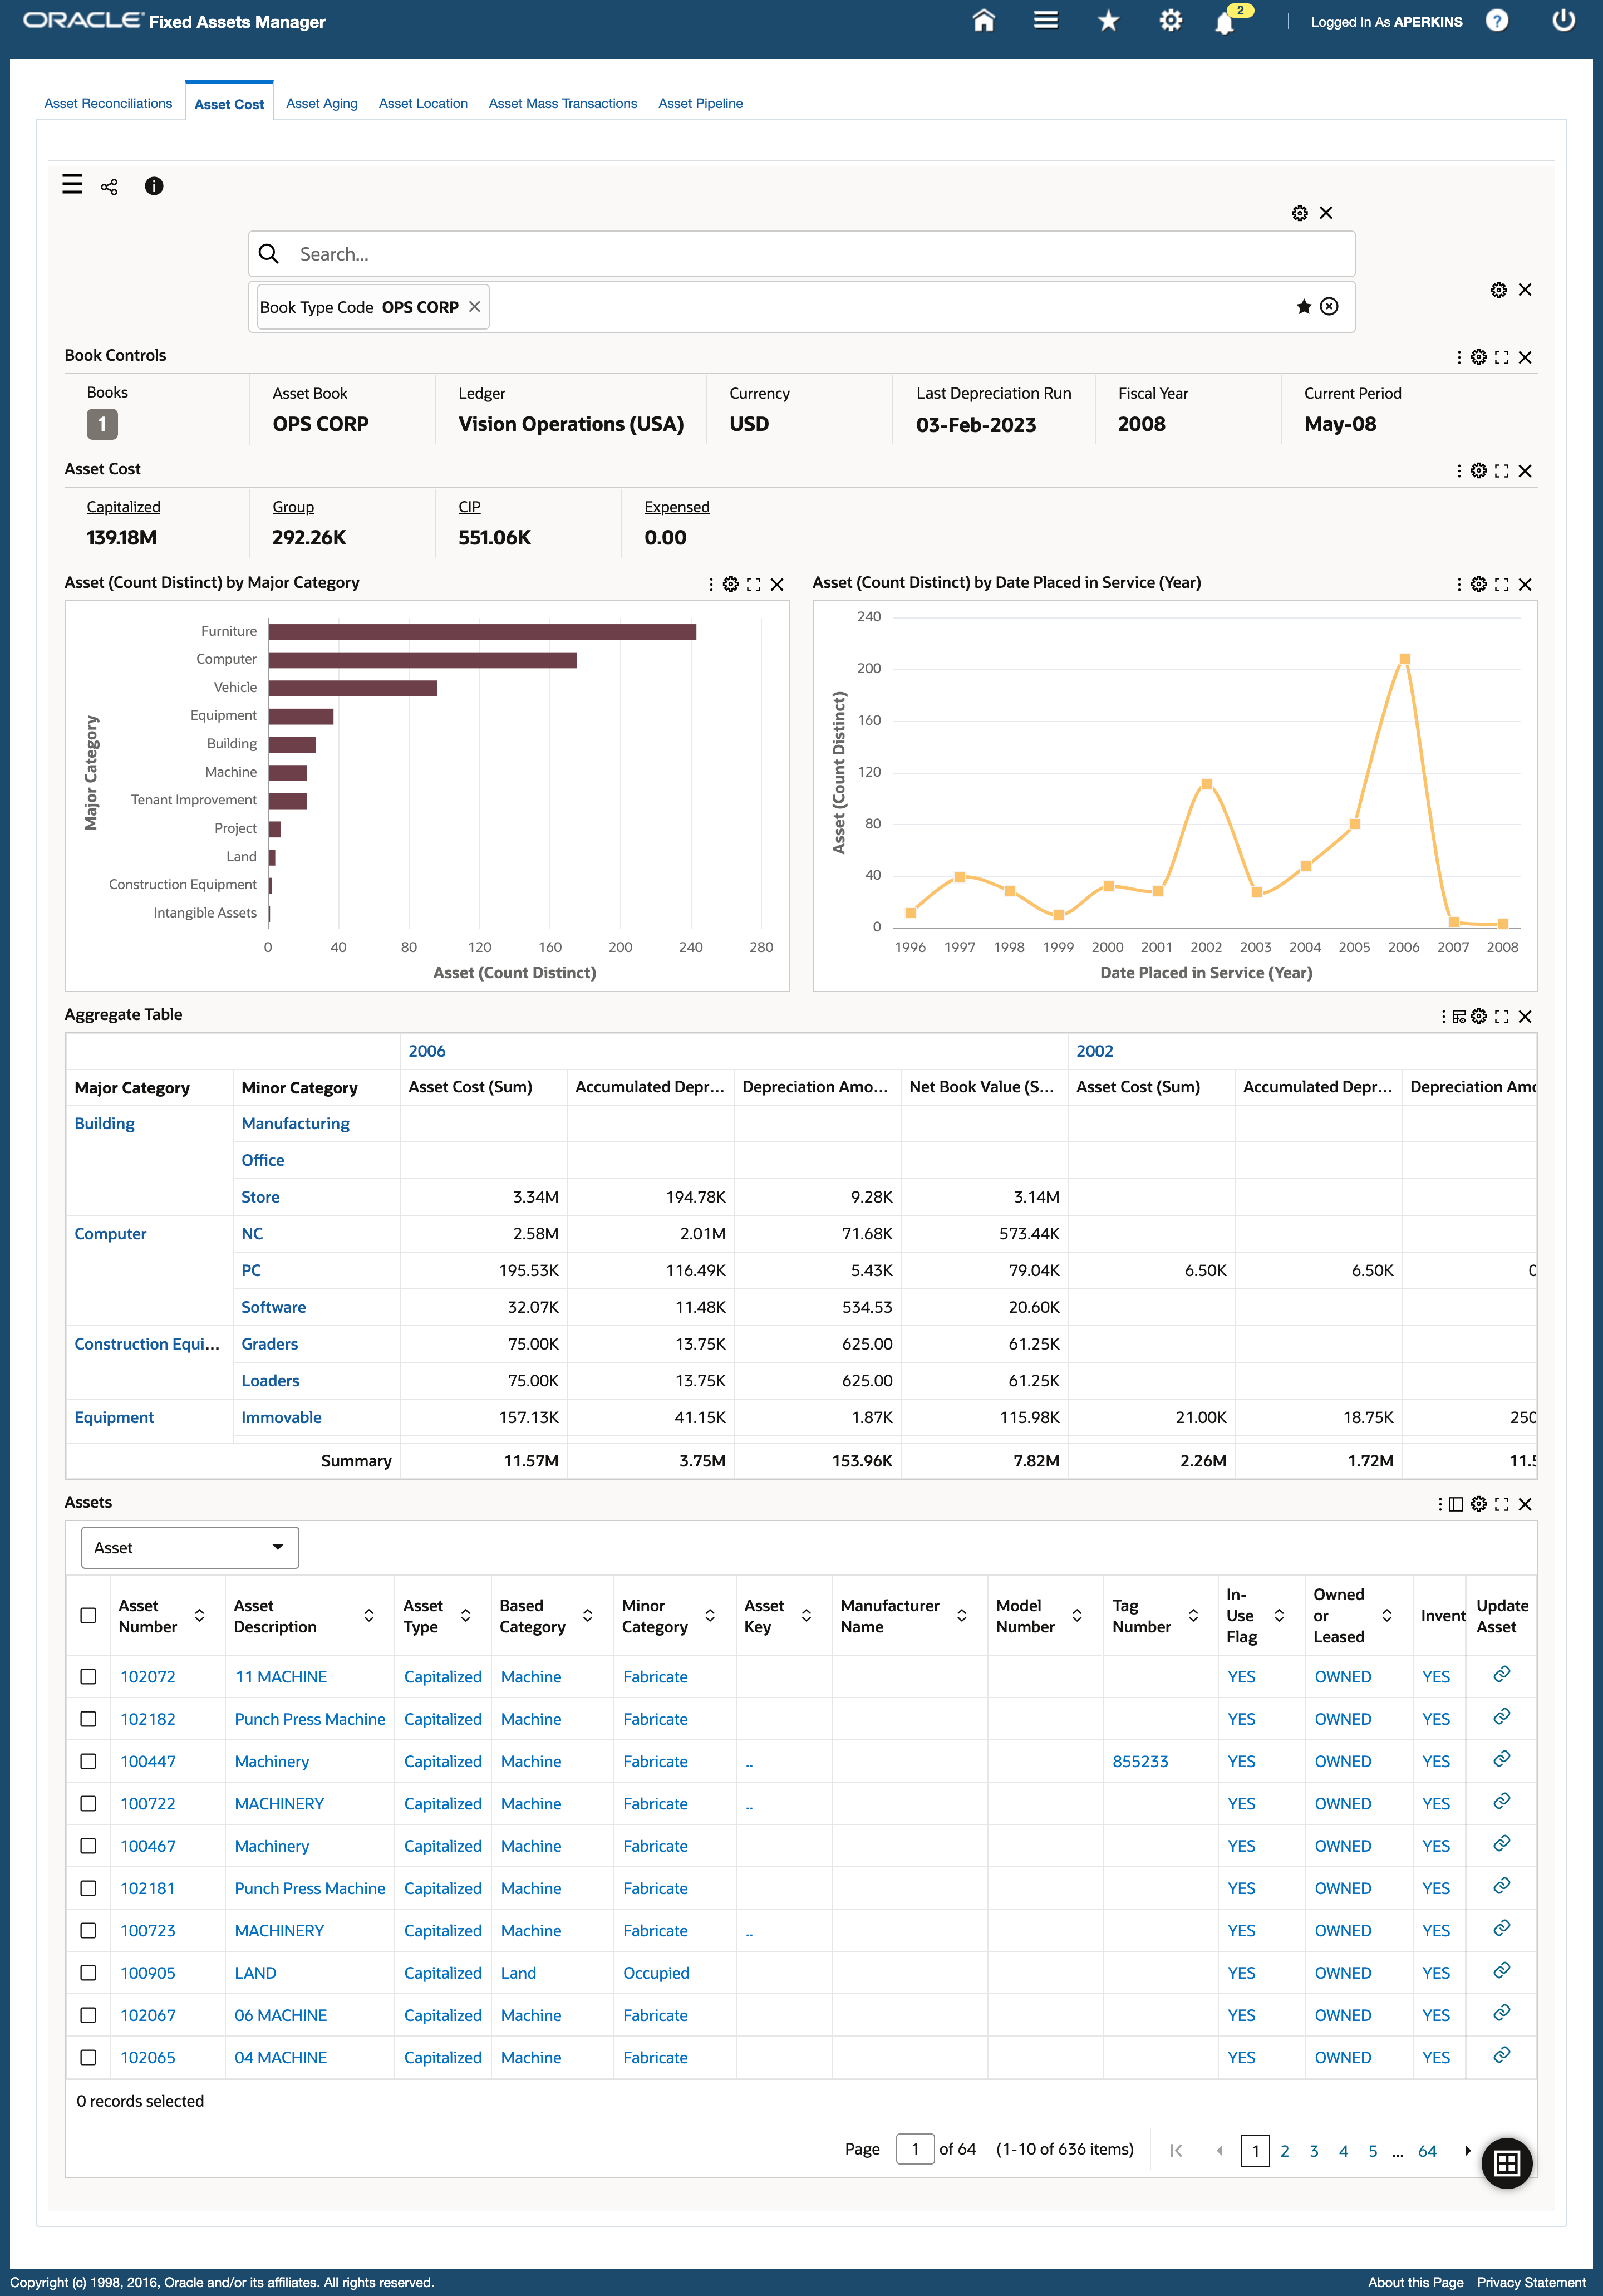 ORACLE Fixed Assets Manager
2
Logged In As APERKINS
?
Asset Reconciliations Asset Cost Asset Aging Asset Location Asset Mass Transactions Asset Pipeline
Search...
Book Type Code OPS CORP
Book Controls
Books Asset Book Ledger Currency Last Depreciation Run Fiscal Year Current Period
1 OPS CORP Vision Operations (USA) USD 03-Feb-2023 2008 May-08
Asset Cost
Capitalized Group CIP Expensed
139.18M 292.26K 551.06K 0.00
Asset (Count Distinct) by Major Category
Major Category
Furniture
Computer
Vehicle
Equipment
Building
Machine
Tenant Improvement
Project
Land
Construction Equipment
Intangible Assets
0 40 80 120 160 200 240 280
Asset (Count Distinct)
Asset (Count Distinct) by Date Placed in Service (Year)
Asset (Count Distinct)
240
200
160
120
80
40
0
1996 1997 1998 1999 2000 2001 2002 2003 2004 2005 2006 2007 2008
Date Placed in Service (Year)
Aggregate Table
2006 2002
Major Category Minor Category Asset Cost (Sum) Accumulated Depr... Depreciation Amo... Net Book Value (S... Asset Cost (Sum) Accumulated Depr... Depreciation Amo
Building Manufacturing
Office
Store 3.34M 194.78K 9.28K 3.14M
Computer NC 2.58M 2.01M 71.68K 573.44K
PC 195.53K 116.49K 5.43K 79.04K 6.50K 6.50K 0
Software 32.07K 11.48K 534.53 20.60K
Construction Equi... Graders 75.00K 13.75K 625.00 61.25K
Loaders 75.00K 13.75K 625.00 61.25K
Equipment Immovable 157.13K 41.15K 1.87K 115.98K 21.00K 18.75K 250
Summary 11.57M 3.75M 153.96K 7.82M 2.26M 1.72M 11.5
Assets
Asset
Asset Number Asset Description Asset Type Based Category Minor Category Asset Key Manufacturer Name Model Number Tag Number In-Use Flag Owned or Leased Invent Update Asset
102072 11 MACHINE Capitalized Machine Fabricate YES OWNED YES
102182 Punch Press Machine Capitalized Machine Fabricate YES OWNED YES
100447 Machinery Capitalized Machine Fabricate .. 855233 YES OWNED YES
100722 MACHINERY Capitalized Machine Fabricate .. YES OWNED YES
100467 Machinery Capitalized Machine Fabricate YES OWNED YES
102181 Punch Press Machine Capitalized Machine Fabricate YES OWNED YES
100723 MACHINERY Capitalized Machine Fabricate .. YES OWNED YES
100905 LAND Capitalized Land Occupied YES OWNED YES
102067 06 MACHINE Capitalized Machine Fabricate YES OWNED YES
102065 04 MACHINE Capitalized Machine Fabricate YES OWNED YES
0 records selected
Page 1 of 64 (1-10 of 636 items) 1 2 3 4 5 ... 64
Copyright (c) 1998, 2016, Oracle and/or its affiliates. All rights reserved.
About this Page Privacy Statement